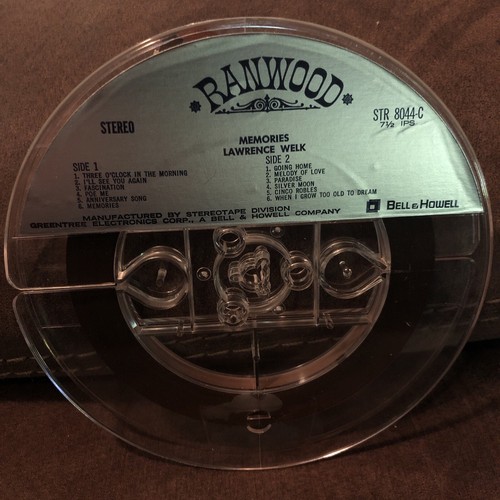 RANWOOD
STEREO
STR 8044-C
7½ IPS
MEMORIES
LAWRENCE WELK
SIDE 1
1. THREE O'CLOCK IN THE MORNING
2. I'LL SEE YOU AGAIN
3. FASCINATION
4. POE ME
5. ANNIVERSARY SONG
6. MEMORIES
SIDE 2
1. GOING HOME
2. MELODY OF LOVE
3. PARADISE
4. SILVER MOON
5. CINCO ROBLES
6. WHEN I GROW TOO OLD TO DREAM
MANUFACTURED BY STEREOTAPE DIVISION
GREENTREE ELECTRONICS CORP., A BELL & HOWELL COMPANY
BELL & HOWELL